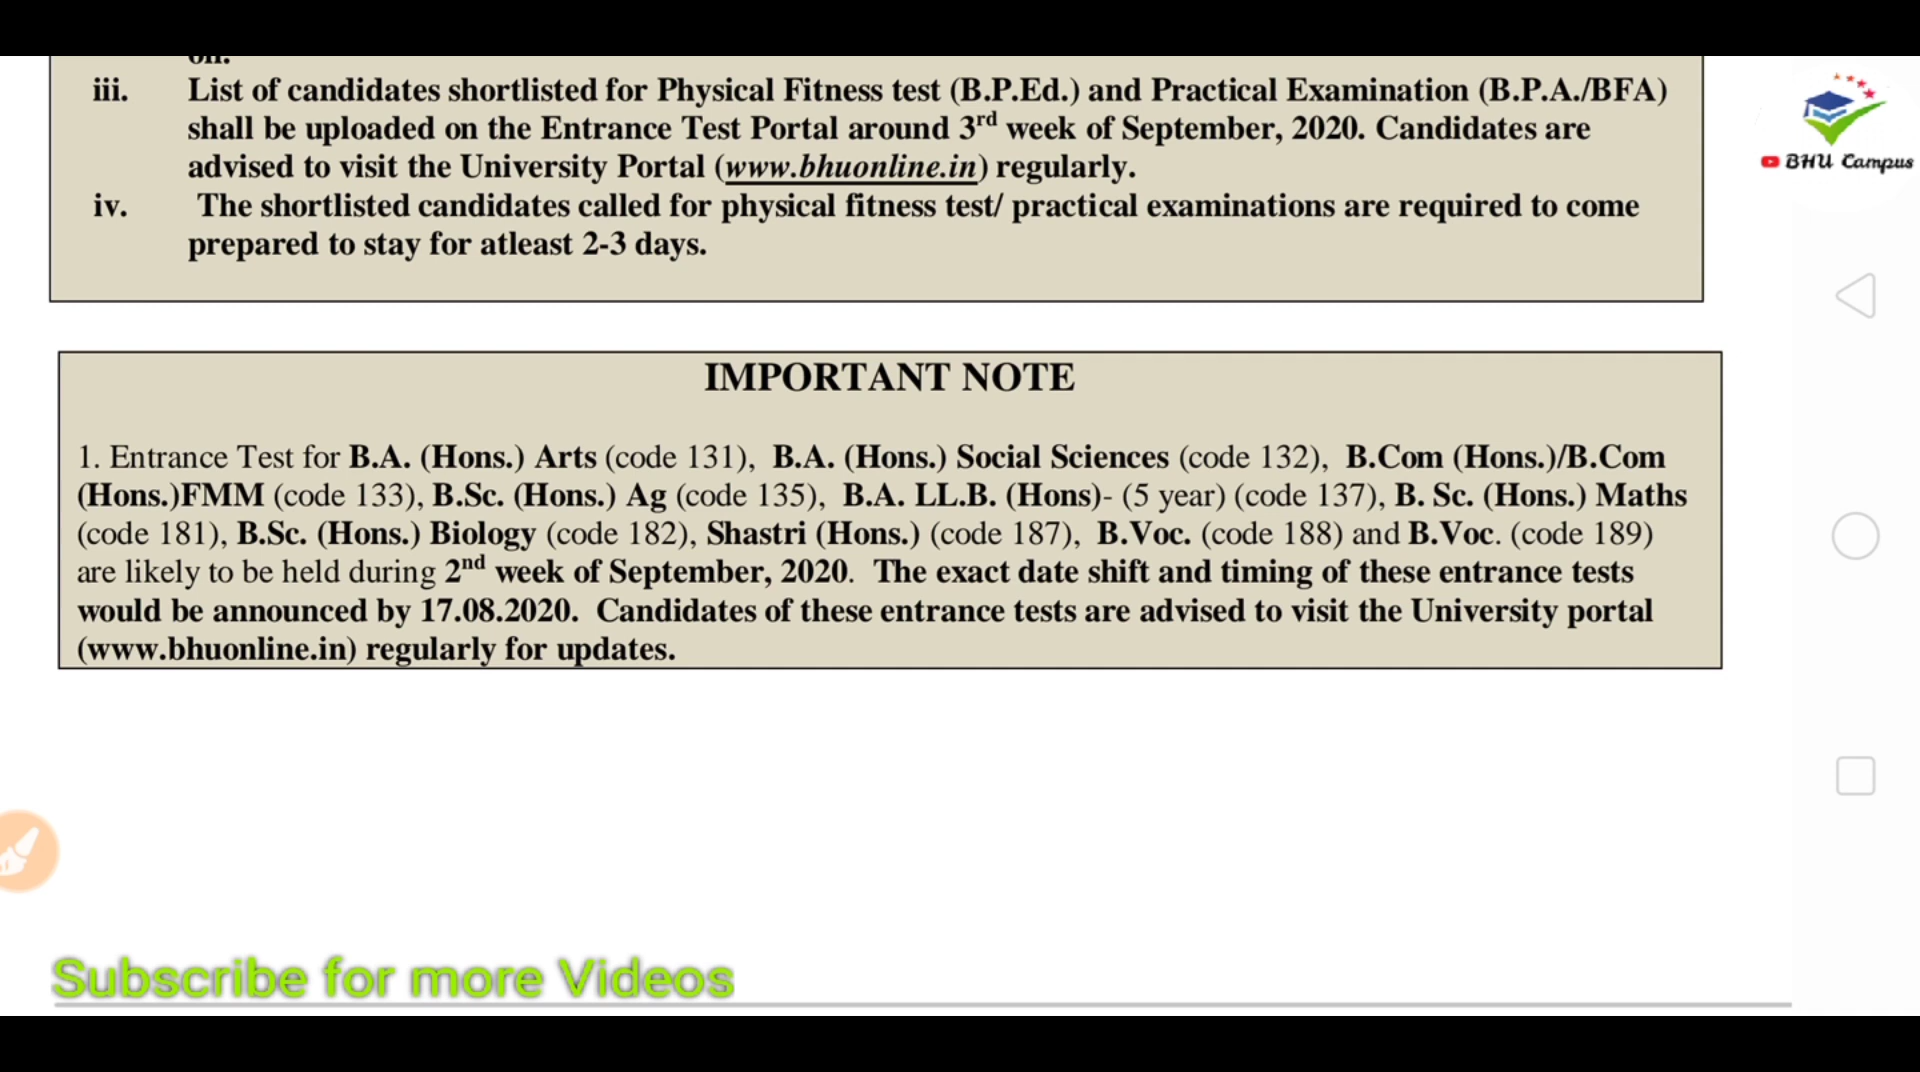 on.
iii. List of candidates shortlisted for Physical Fitness test (B.P.Ed.) and Practical Examination (B.P.A./BFA)
shall be uploaded on the Entrance Test Portal around 3rd week of September, 2020. Candidates are
advised to visit the University Portal (www.bhuonline.in) regularly.
iv. The shortlisted candidates called for physical fitness test/ practical examinations are required to come
prepared to stay for atleast 2-3 days.
BHU Campus
IMPORTANT NOTE
1. Entrance Test for B.A. (Hons.) Arts (code 131), B.A. (Hons.) Social Sciences (code 132), B.Com (Hons.)/B.Com
(Hons.)FMM (code 133), B.Sc. (Hons.) Ag (code 135), B.A. LL.B. (Hons)- (5 year) (code 137), B. Sc. (Hons.) Maths
(code 181), B.Sc. (Hons.) Biology (code 182), Shastri (Hons.) (code 187), B.Voc. (code 188) and B.Voc. (code 189)
are likely to be held during 2nd week of September, 2020. The exact date shift and timing of these entrance tests
would be announced by 17.08.2020. Candidates of these entrance tests are advised to visit the University portal
(www.bhuonline.in) regularly for updates.
Subscribe for more Videos